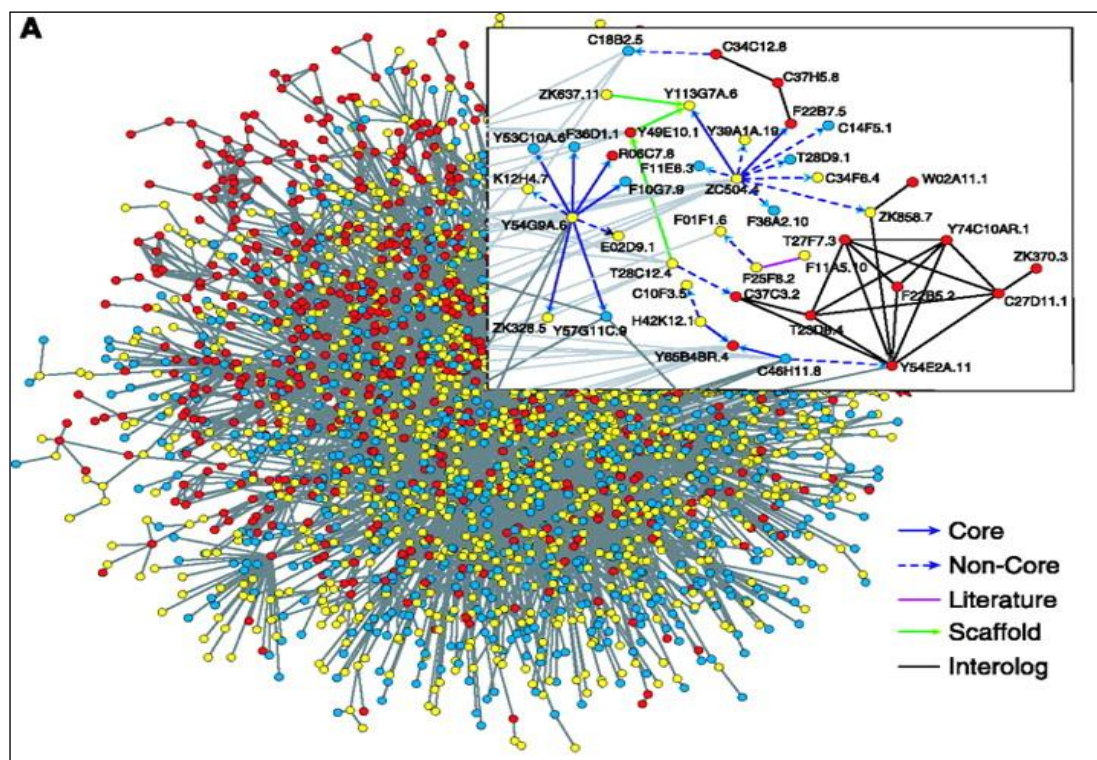 A
C18B2.5
C34C12.8
C37H5.8
ZK637.11
Y113G7A.6
F22B7.5
Y53C10A.6
F36D1.1
Y49E10.1
Y39A1A.19
C14F5.1
R06C7.8
F11E6.3
T28D9.1
K12H4.7
F10G7.9
ZC504.4
C34F6.4
W02A11.1
Y54G9A.6
F01F1.6
F36A2.10
ZK858.7
E02D9.1
T27F7.3
Y74C10AR.1
T28C12.4
F25F8.2
F11A5.10
ZK370.3
C10F3.5
C37C3.2
F22B5.2
C27D11.1
ZK328.5
Y57G11C.9
H42K12.1
T23D8.4
Y65B4BR.4
C46H11.8
Y54E2A.11
Core
Non-Core
Literature
Scaffold
Interolog